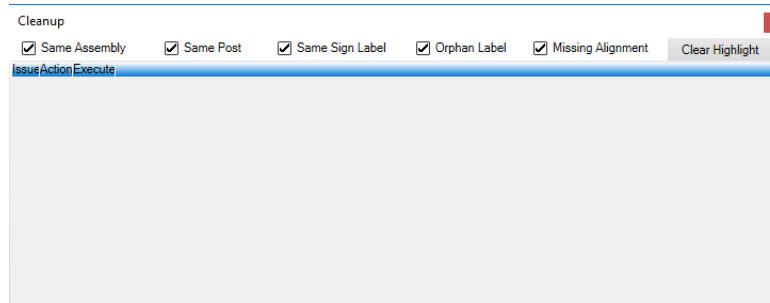 Cleanup
Same Assembly Same Post Same Sign Label Orphan Label Missing Alignment Clear Highlight
Issue Action Execute